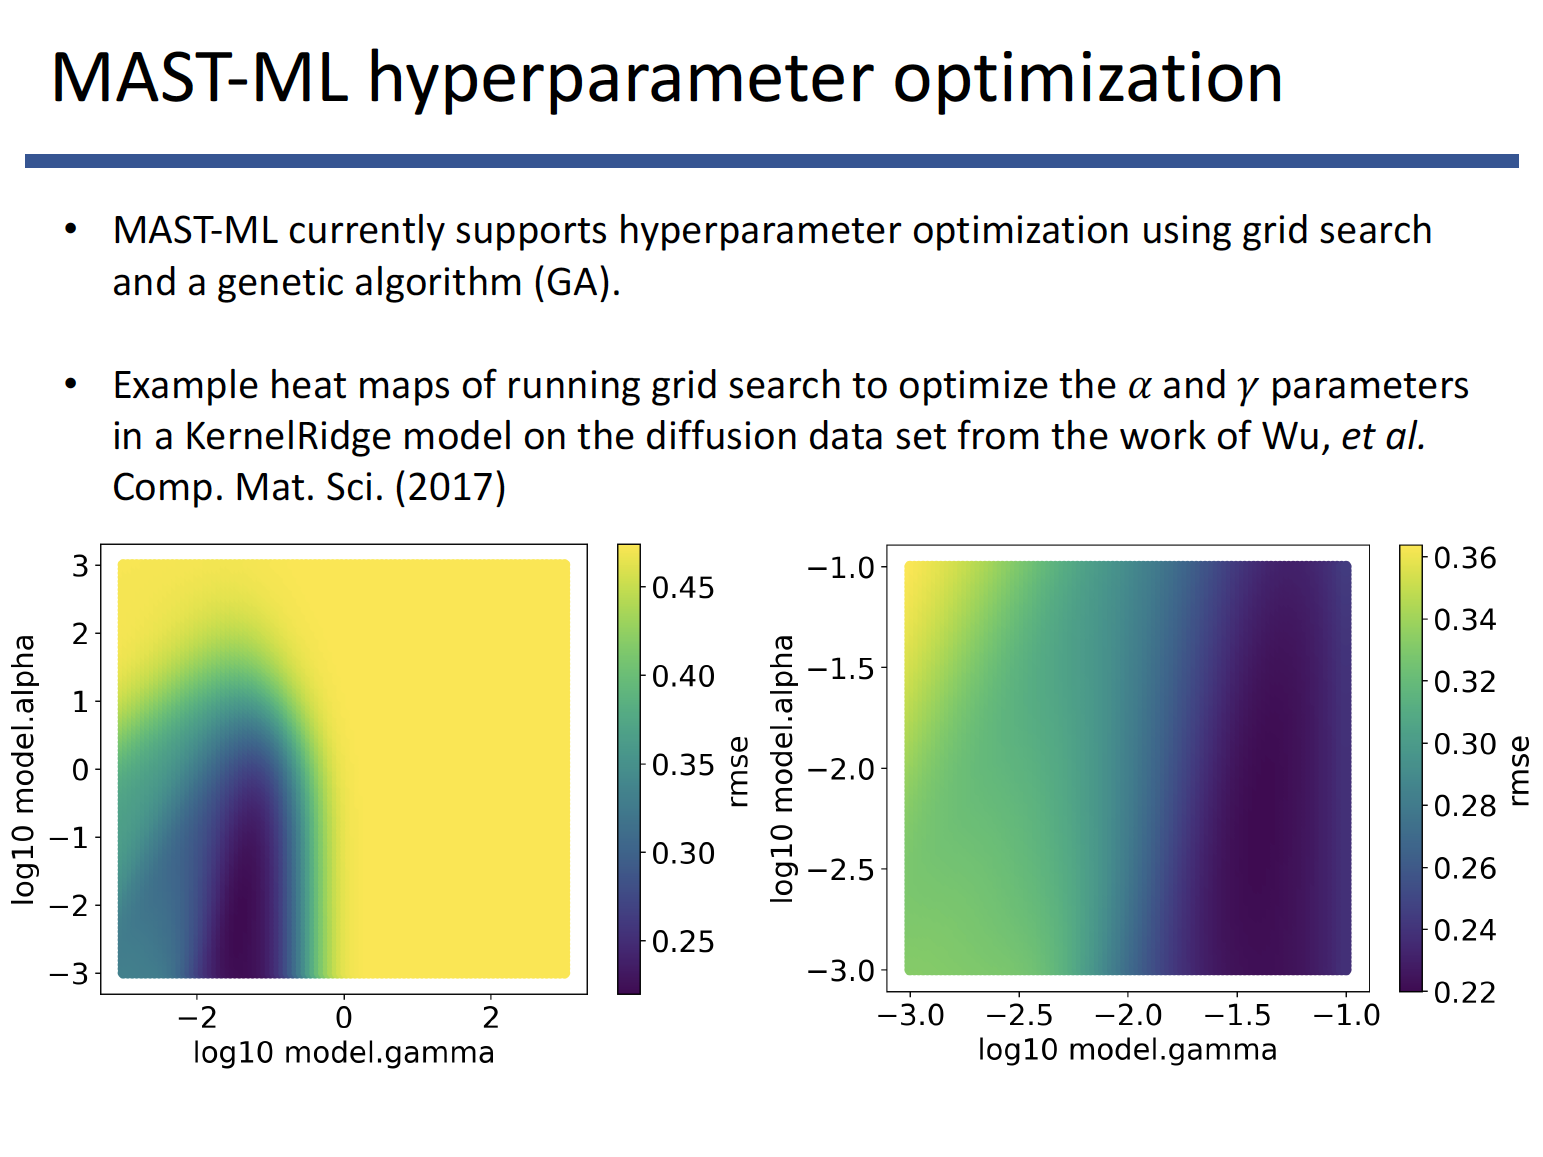 MAST-ML hyperparameter optimization
• MAST-ML currently supports hyperparameter optimization using grid search
and a genetic algorithm (GA).
• Example heat maps of running grid search to optimize the α and γ parameters
in a KernelRidge model on the diffusion data set from the work of Wu, et al.
Comp. Mat. Sci. (2017)
3
2
1
0
−1
−2
−3
log10 model.alpha
−2 0 2
log10 model.gamma
0.45
0.40
0.35
0.30
0.25
rmse
−1.0
−1.5
−2.0
−2.5
−3.0
log10 model.alpha
−3.0 −2.5 −2.0 −1.5 −1.0
log10 model.gamma
0.36
0.34
0.32
0.30
0.28
0.26
0.24
0.22
rmse